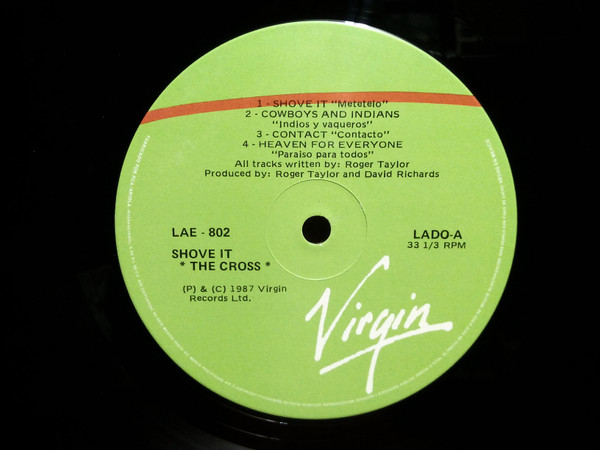 1 - SHOVE IT "Metetelo"
2 - COWBOYS AND INDIANS
"Indios y vaqueros"
3 - CONTACT "Contacto"
4 - HEAVEN FOR EVERYONE
"Paraiso para todos"
All tracks written by: Roger Taylor
Produced by: Roger Taylor and David Richards
LAE - 802
LADO-A
33 1/3 RPM
SHOVE IT
* THE CROSS *
(P) & (C) 1987 Virgin
Records Ltd.
Virgin